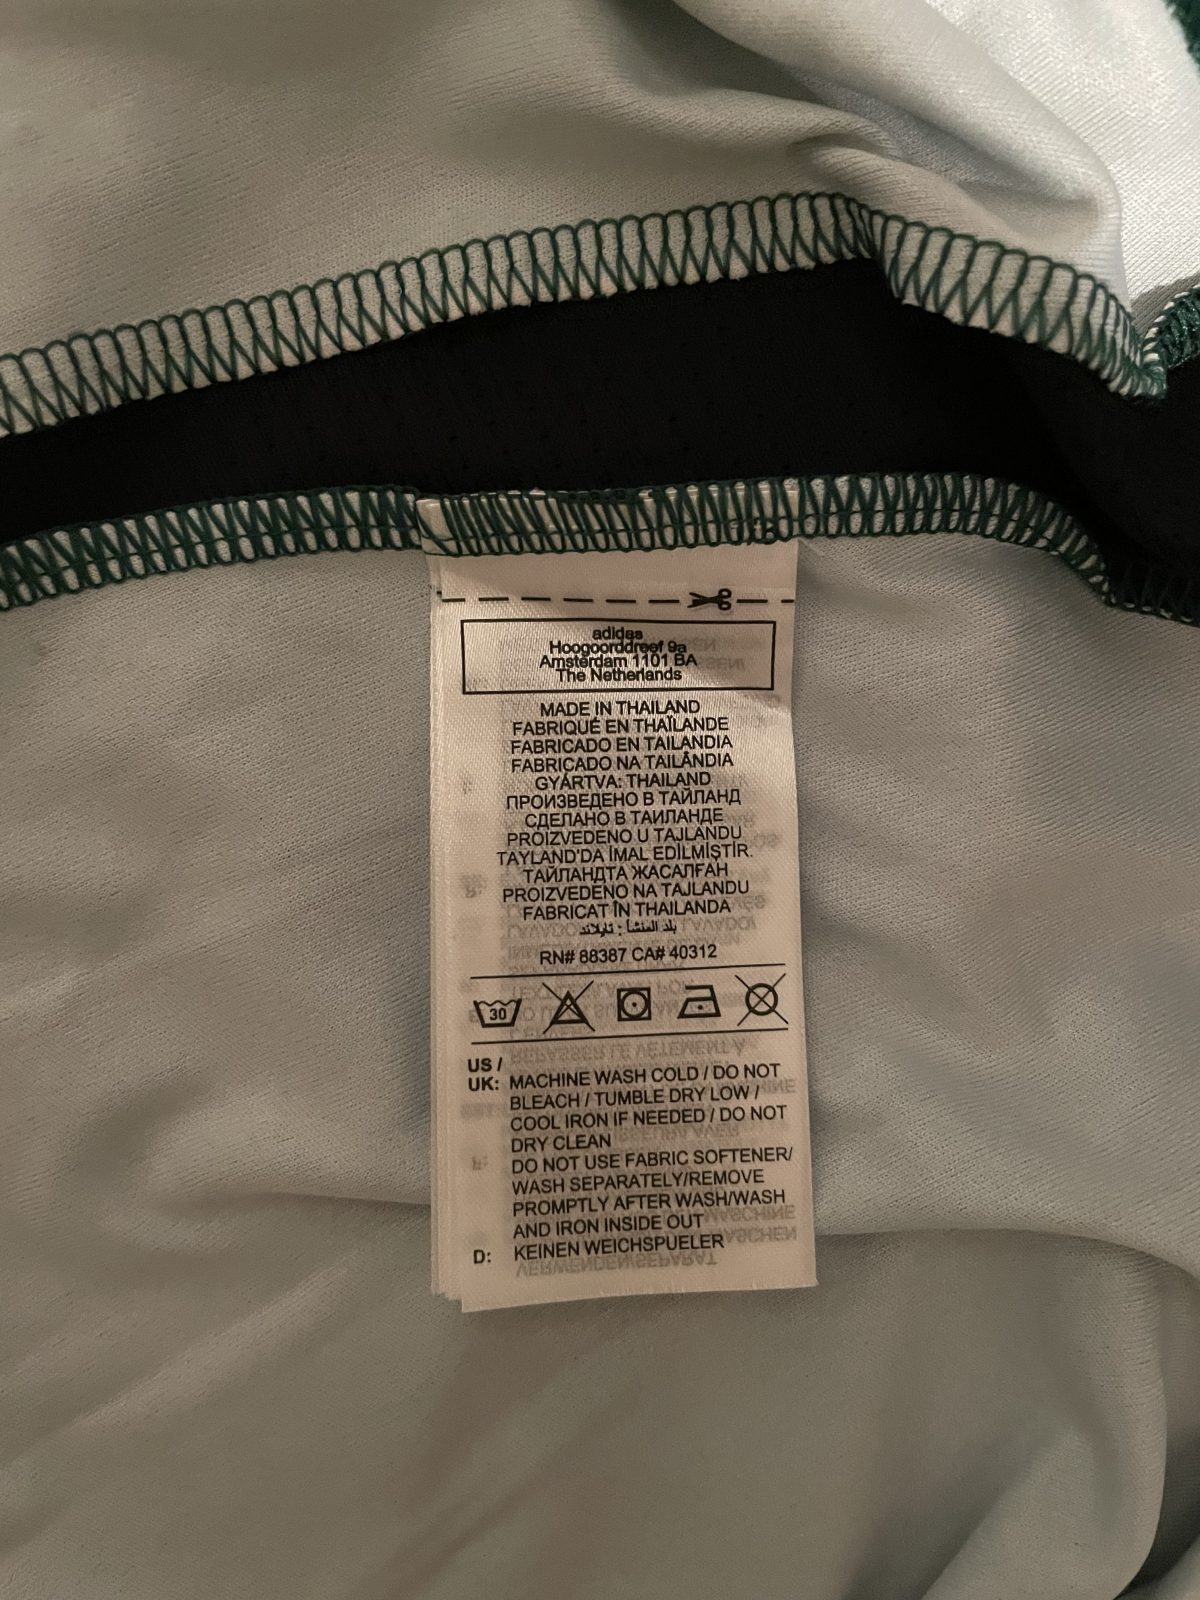 adidas
Hoogoorddreef 9a
Amsterdam 1101 BA
The Netherlands
MADE IN THAILAND
FABRIQUÉ EN THAÏLANDE
FABRICADO EN TAILANDIA
FABRICADO NA TAILÂNDIA
GYÁRTVA: THAILAND
ПРОИЗВЕДЕНО В ТАЙЛАНД
СДЕЛАНО В ТАИЛАНДЕ
PROIZVEDENO U TAJLANDU
TAYLAND'DA İMAL EDİLMİŞTİR.
ТАЙЛАНДТА ЖАСАЛҒАН
PROIZVEDENO NA TAJLANDU
FABRICAT ÎN THAILANDA
بلد المنشأ : تايلاند
RN# 88387 CA# 40312
30
US /
UK: MACHINE WASH COLD / DO NOT
BLEACH / TUMBLE DRY LOW /
COOL IRON IF NEEDED / DO NOT
DRY CLEAN
DO NOT USE FABRIC SOFTENER/
WASH SEPARATELY/REMOVE
PROMPTLY AFTER WASH/WASH
AND IRON INSIDE OUT
D: KEINEN WEICHSPUELER